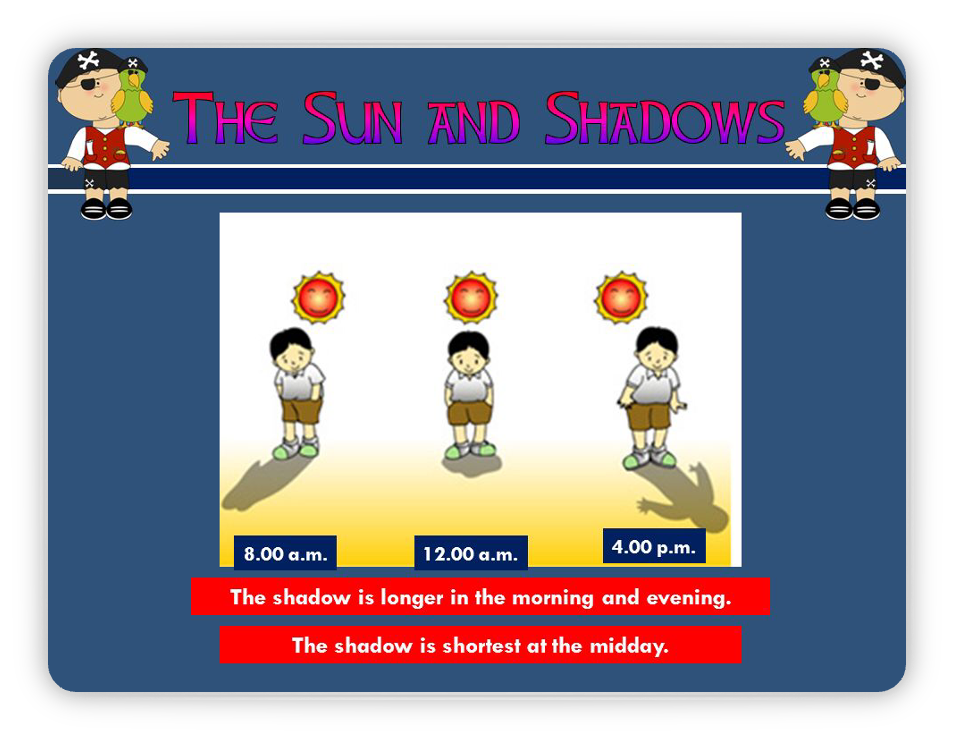 The Sun and Shadows
8.00 a.m.
12.00 a.m.
4.00 p.m.
The shadow is longer in the morning and evening.
The shadow is shortest at the midday.